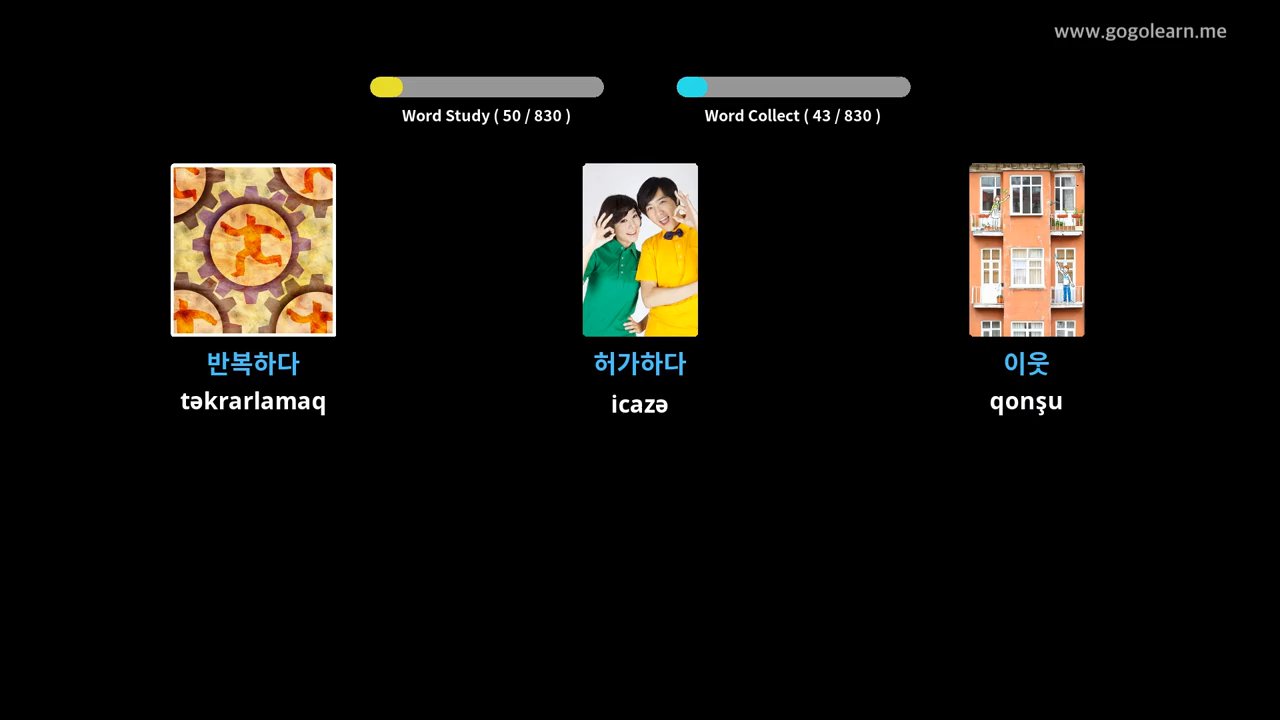 www.gogolearn.me
Word Study ( 50 / 830 )
Word Collect ( 43 / 830 )
반복하다
təkrarlamaq
허가하다
icazə
이웃
qonşu